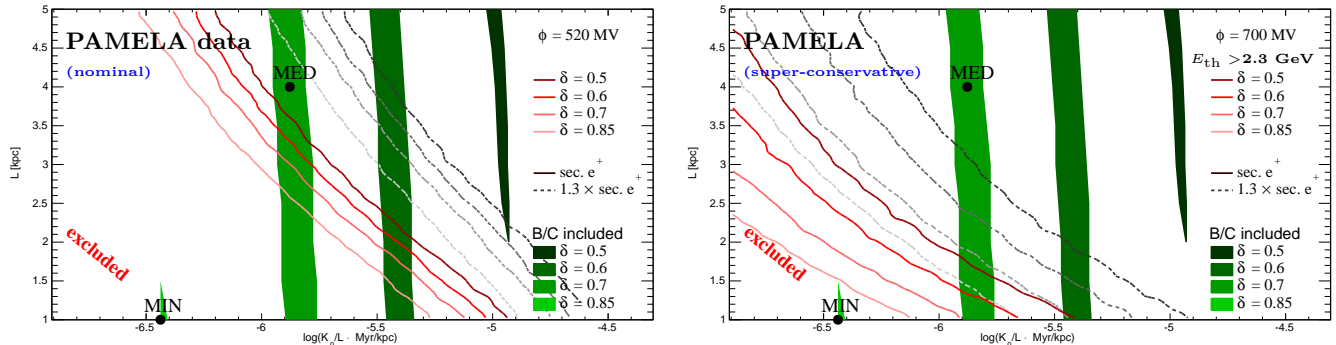 PAMELA data
(nominal)
MED
MIN
excluded
ϕ = 520 MV
δ = 0.5
δ = 0.6
δ = 0.7
δ = 0.85
sec. e⁺
1.3 × sec. e⁺
B/C included
δ = 0.5
δ = 0.6
δ = 0.7
δ = 0.85
5
4.5
4
3.5
3
2.5
2
1.5
1
L [kpc]
-6.5
-6
-5.5
-5
-4.5
log(K₀/L · Myr/kpc)
PAMELA
(super-conservative)
MED
MIN
excluded
ϕ = 700 MV
E_th >2.3 GeV
δ = 0.5
δ = 0.6
δ = 0.7
δ = 0.85
sec. e⁺
1.3 × sec. e⁺
B/C included
δ = 0.5
δ = 0.6
δ = 0.7
δ = 0.85
5
4.5
4
3.5
3
2.5
2
1.5
1
L [kpc]
-6.5
-6
-5.5
-5
-4.5
log(K₀/L · Myr/kpc)